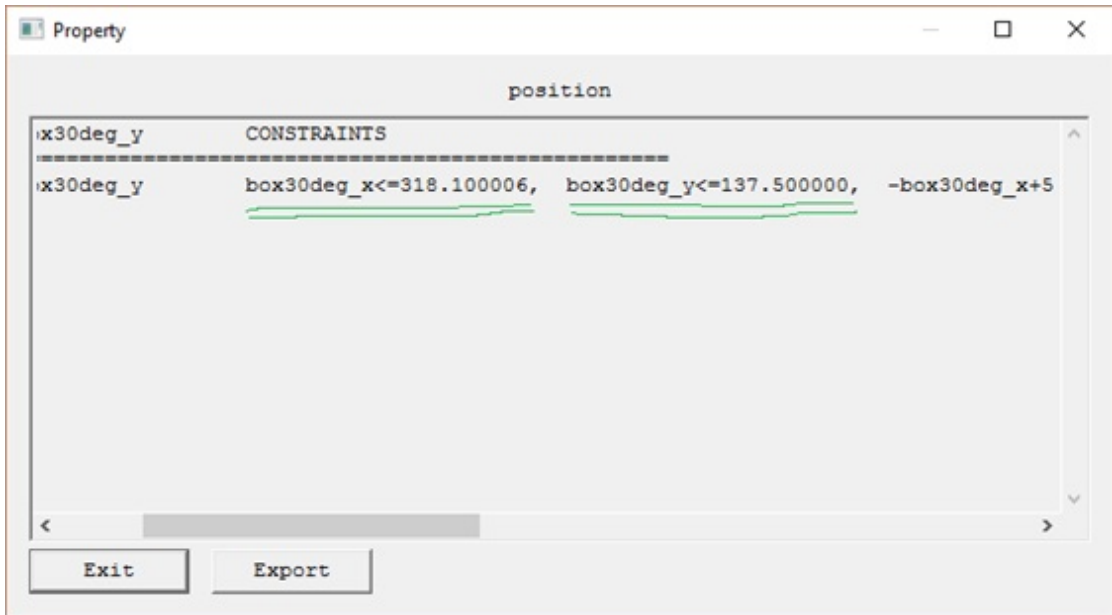 Property
position
x30deg_y CONSTRAINTS
=========================================================
x30deg_y box30deg_x<=318.100006, box30deg_y<=137.500000, -box30deg_x+5
Exit Export